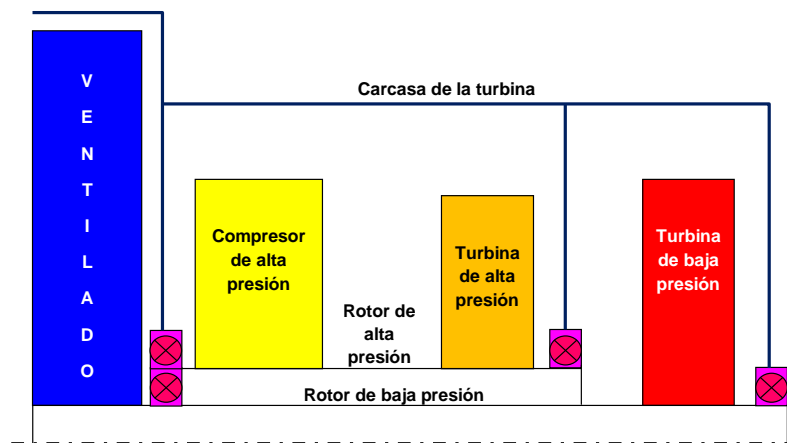 VENTILADO
Carcasa de la turbina
Compresor
de alta
presión
Rotor de
alta
presión
Turbina
de alta
presión
Turbina
de baja
presión
Rotor de baja presión